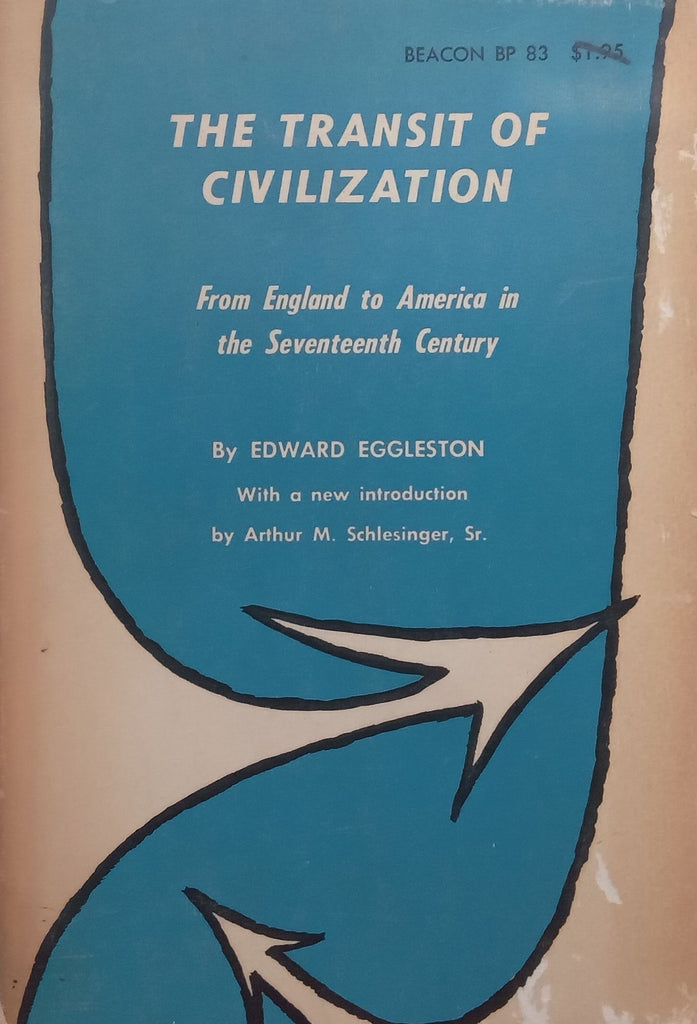 BEACON BP 83 $1.95
THE TRANSIT OF
CIVILIZATION
From England to America in
the Seventeenth Century
By EDWARD EGGLESTON
With a new introduction
by Arthur M. Schlesinger, Sr.